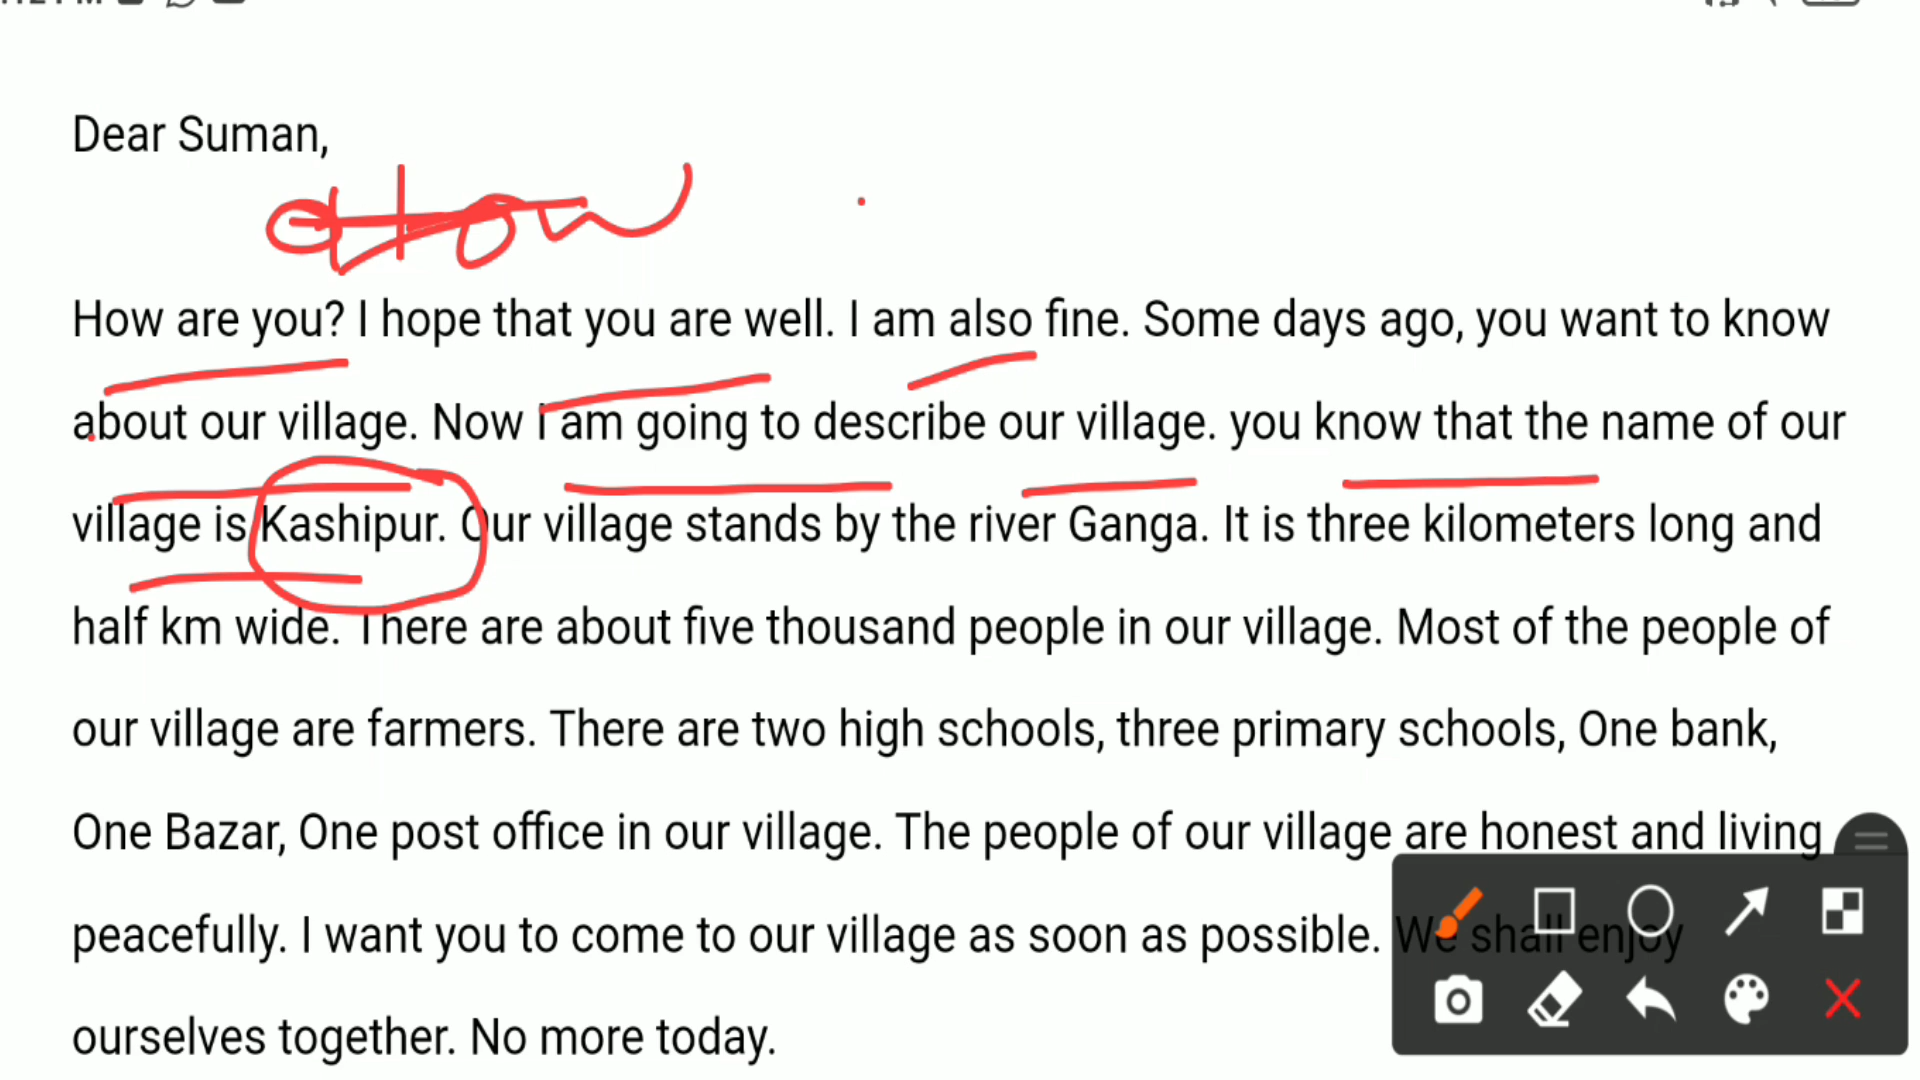 Dear Suman,
How
How are you? I hope that you are well. I am also fine. Some days ago, you want to know
about our village. Now i am going to describe our village. you know that the name of our
village is Kashipur. Our village stands by the river Ganga. It is three kilometers long and
half km wide. There are about five thousand people in our village. Most of the people of
our village are farmers. There are two high schools, three primary schools, One bank,
One Bazar, One post office in our village. The people of our village are honest and living
peacefully. I want you to come to our village as soon as possible. We shall enjoy
ourselves together. No more today.